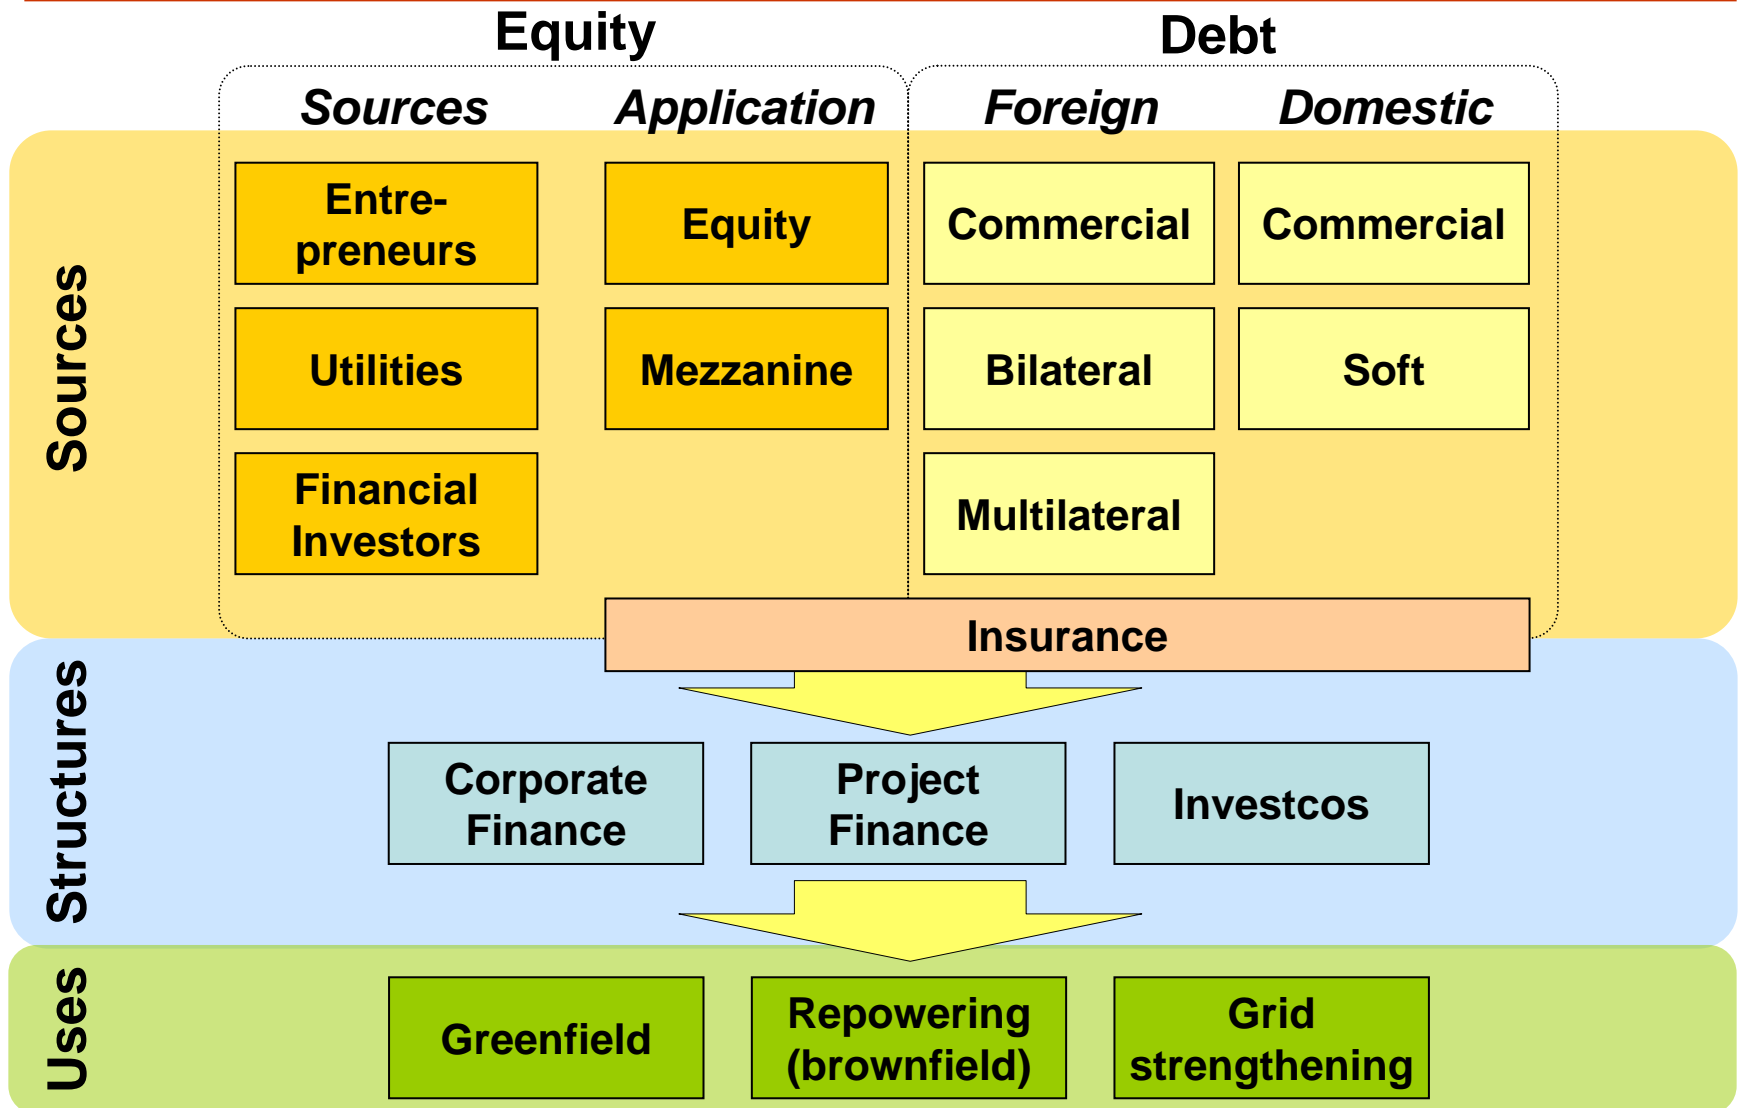 Equity
Debt
Sources
Application
Foreign
Domestic
Sources
Entre-
preneurs
Equity
Commercial
Commercial
Utilities
Mezzanine
Bilateral
Soft
Financial
Investors
Multilateral
Insurance
Structures
Corporate
Finance
Project
Finance
Investcos
Uses
Greenfield
Repowering
(brownfield)
Grid
strengthening